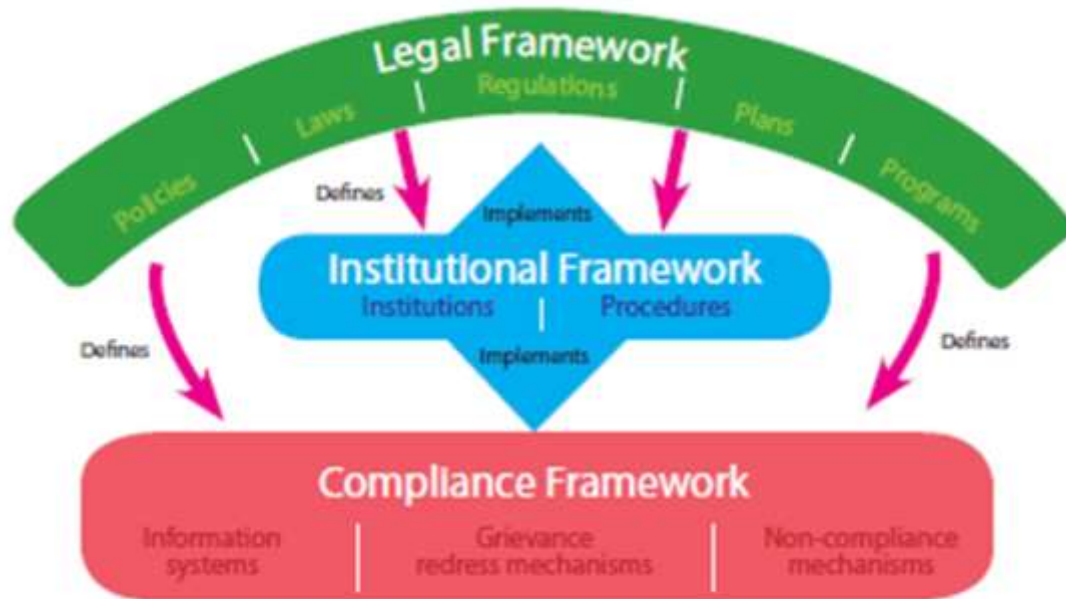 Legal Framework
Policies | Laws | Regulations | Plans | Programs
Defines
Implements
Institutional Framework
Institutions | Procedures
Implements
Defines
Defines
Compliance Framework
Information systems | Grievance redress mechanisms | Non-compliance mechanisms